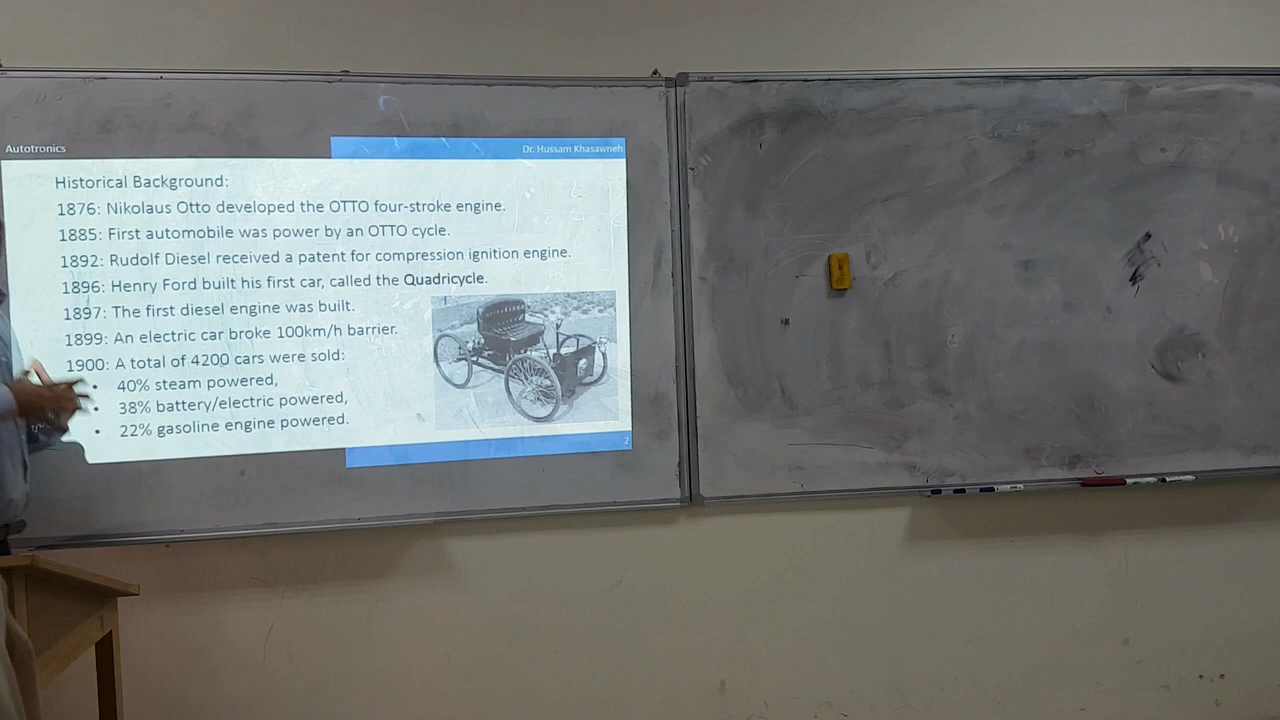 Autotronics
Dr. Hussam Khasawneh
Historical Background:
1876: Nikolaus Otto developed the OTTO four-stroke engine.
1885: First automobile was power by an OTTO cycle.
1892: Rudolf Diesel received a patent for compression ignition engine.
1896: Henry Ford built his first car, called the Quadricycle.
1897: The first diesel engine was built.
1899: An electric car broke 100km/h barrier.
1900: A total of 4200 cars were sold:
• 40% steam powered,
• 38% battery/electric powered,
• 22% gasoline engine powered.
2